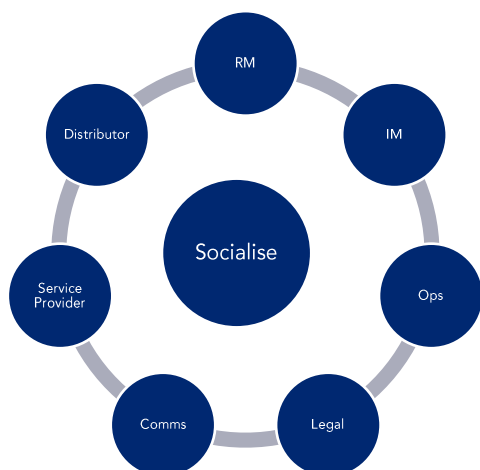 RM
Distributor
IM
Socialise
Service
Provider
Ops
Comms
Legal